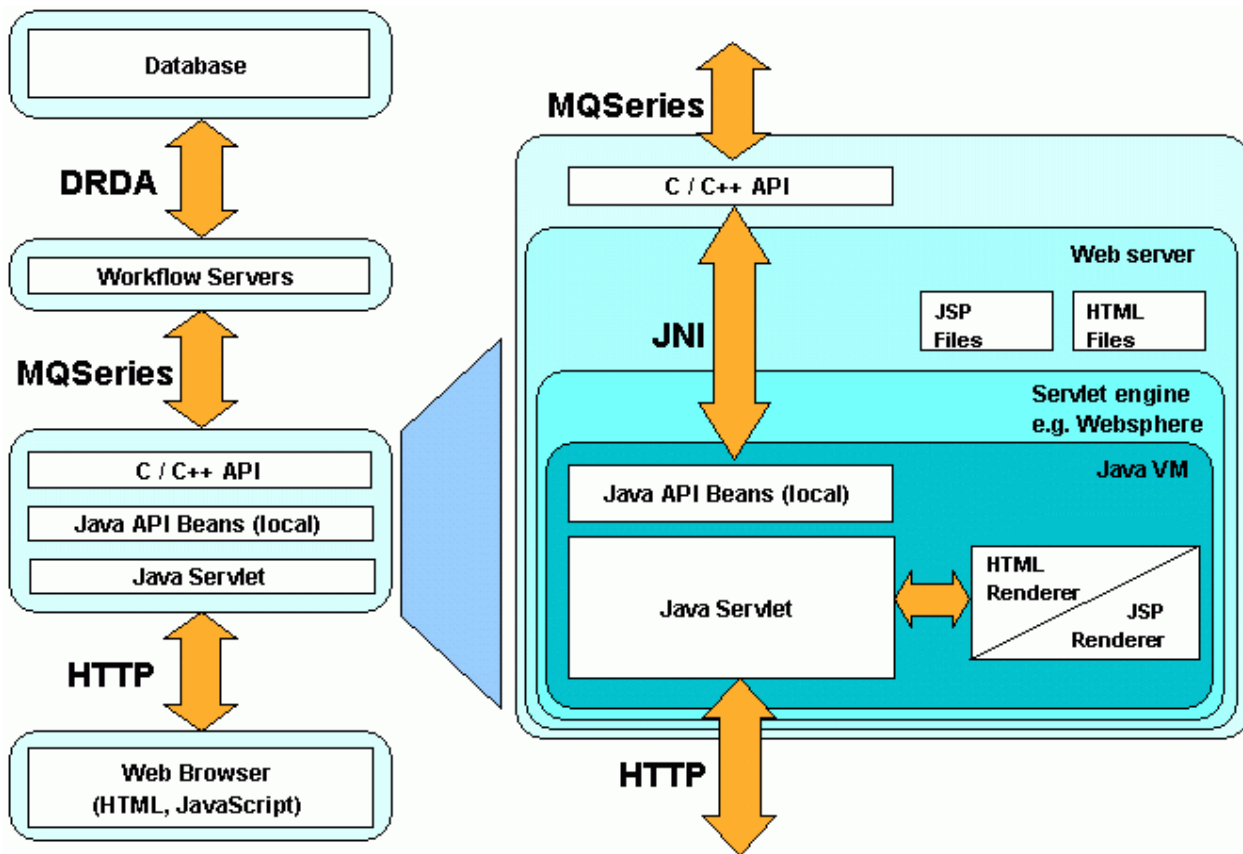 Database
DRDA
Workflow Servers
MQSeries
C / C++ API
Java API Beans (local)
Java Servlet
HTTP
Web Browser
(HTML, JavaScript)
MQSeries
C / C++ API
Web server
JSP
Files
HTML
Files
JNI
Servlet engine
e.g. Websphere
Java VM
Java API Beans (local)
Java Servlet
HTML
Renderer
JSP
Renderer
HTTP